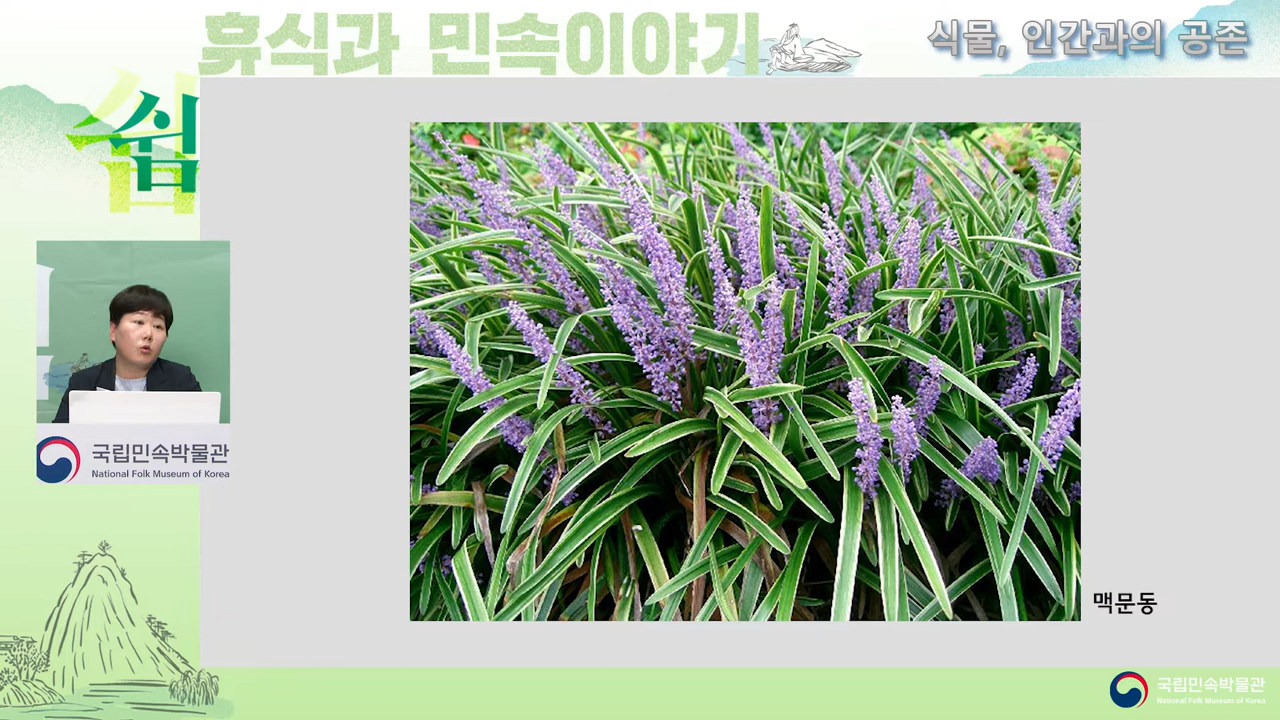 휴식과 민속이야기
식물, 인간과의 공존
쉼
국립민속박물관
National Folk Museum of Korea
맥문동
국립민속박물관
National Folk Museum of Korea